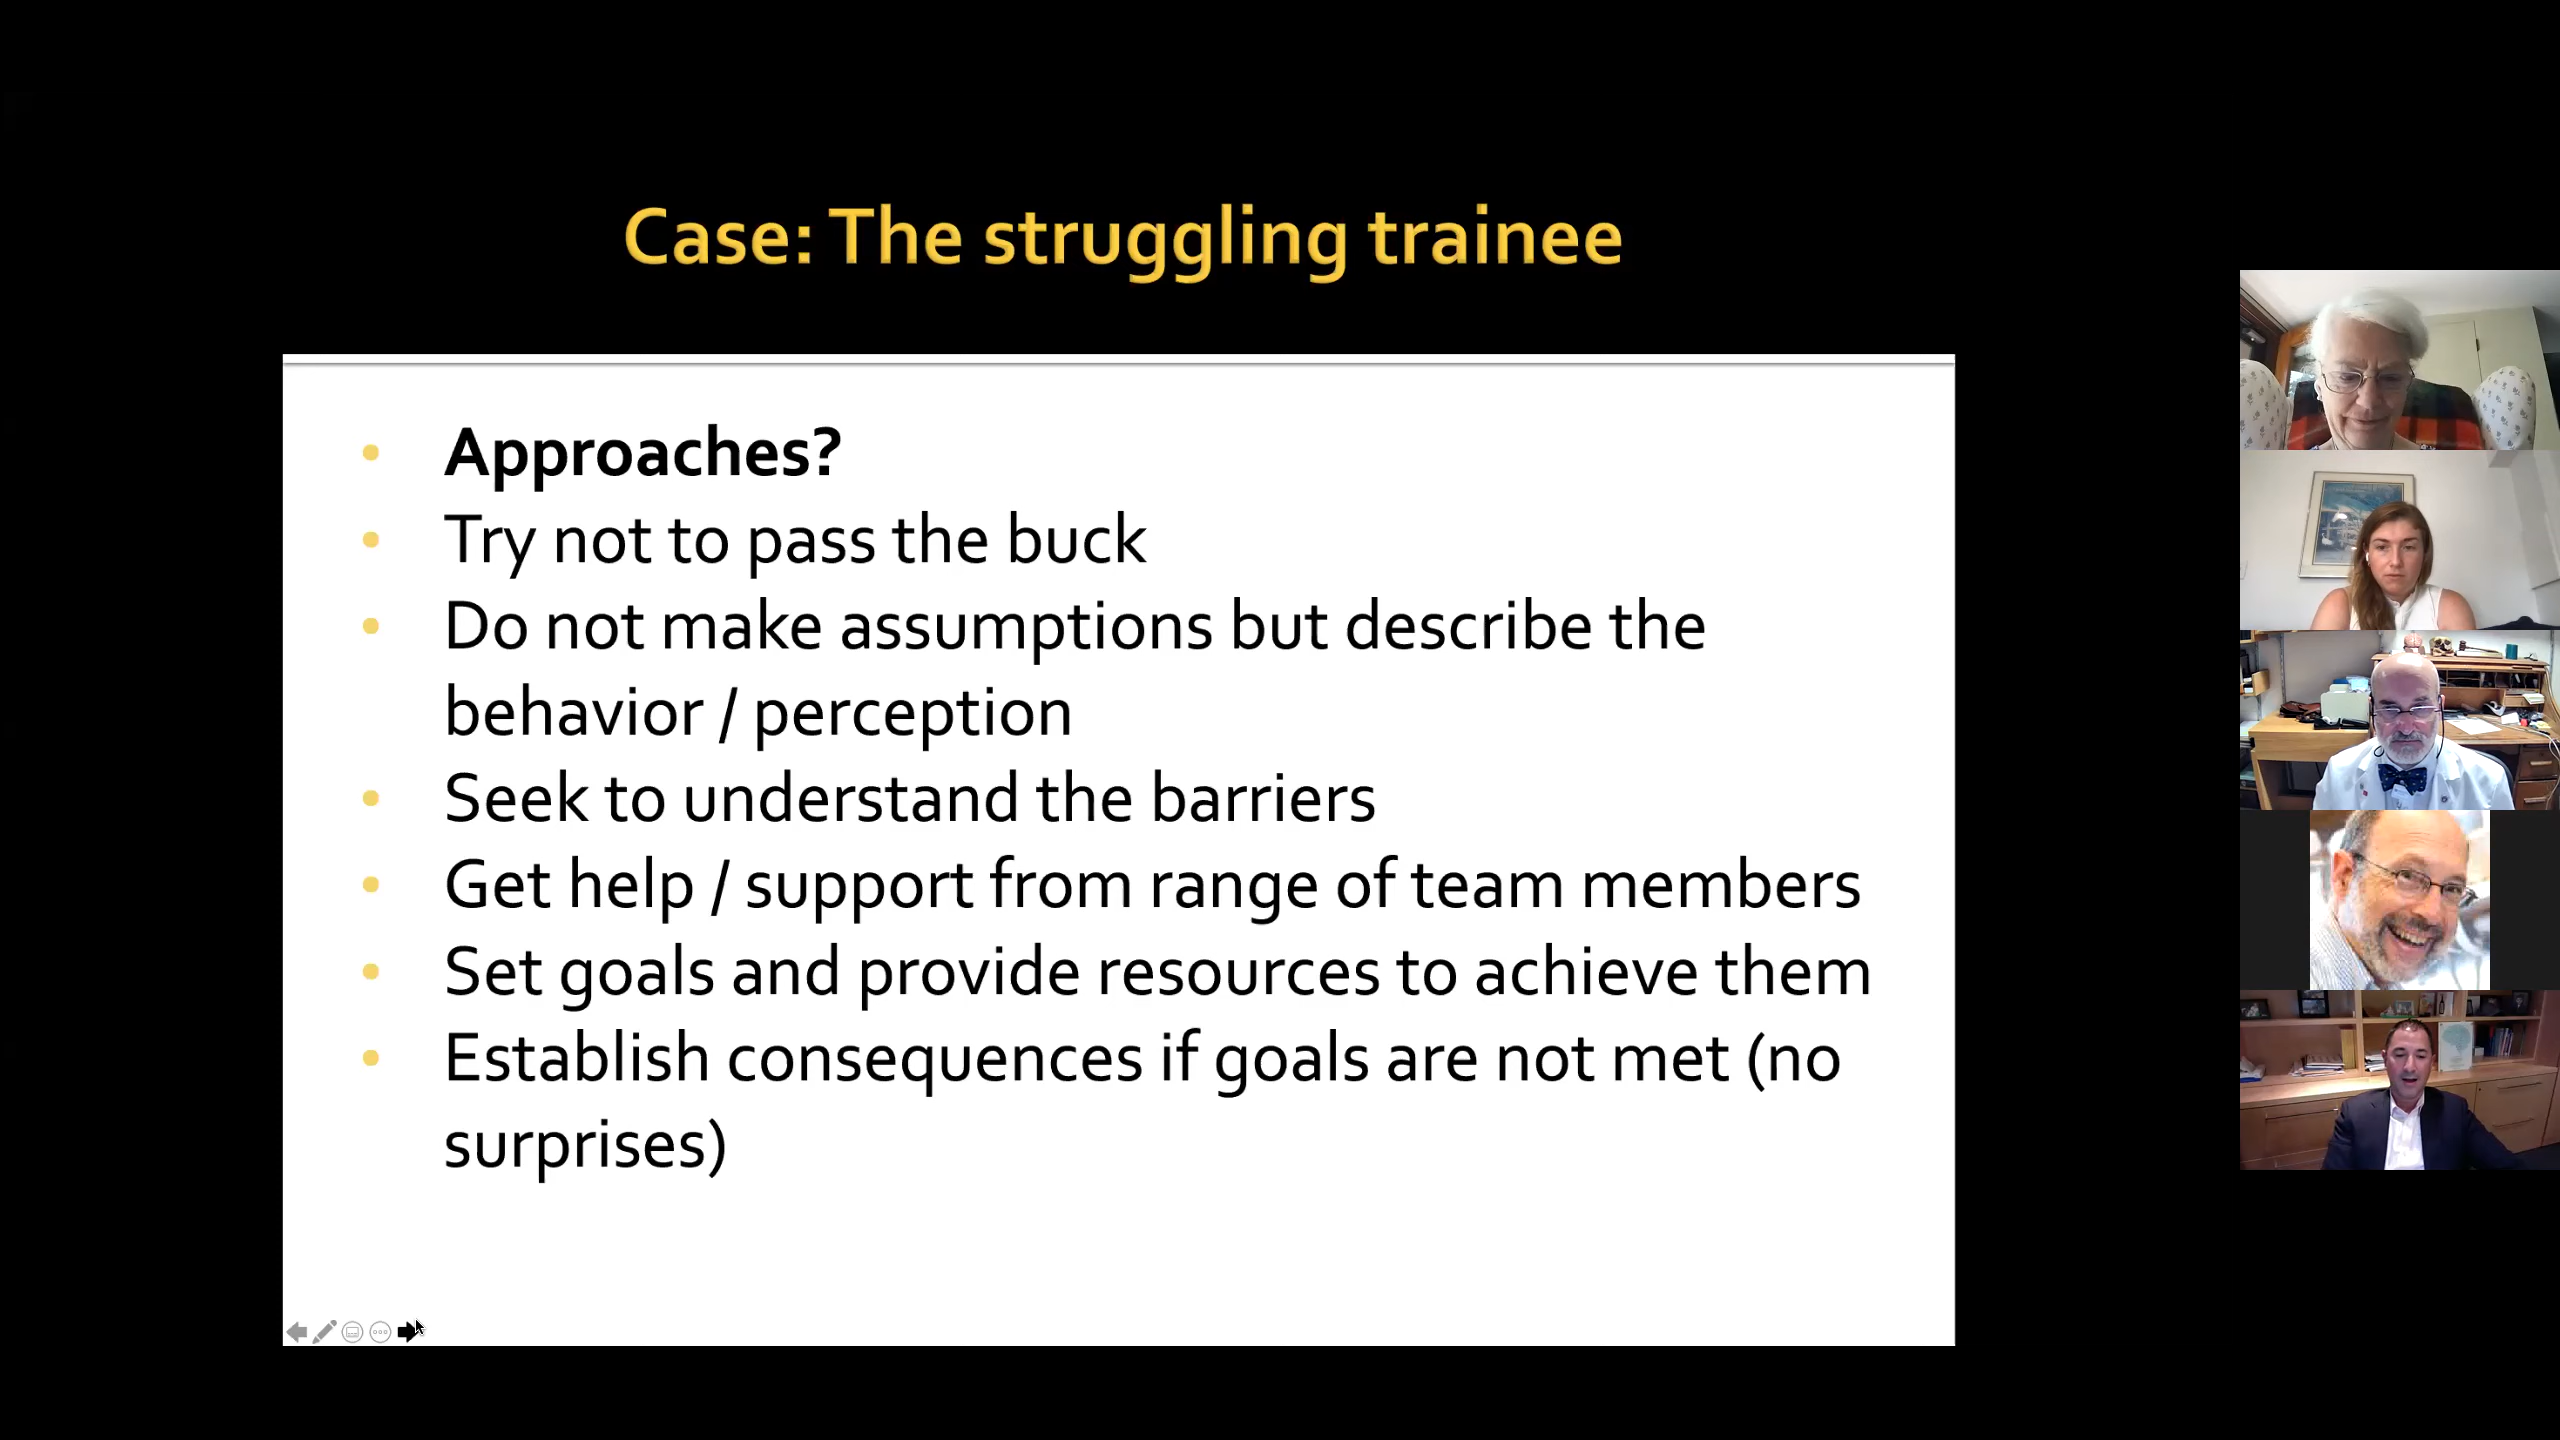 Case: The struggling trainee
• Approaches?
• Try not to pass the buck
• Do not make assumptions but describe the
behavior / perception
• Seek to understand the barriers
• Get help / support from range of team members
• Set goals and provide resources to achieve them
• Establish consequences if goals are not met (no
surprises)